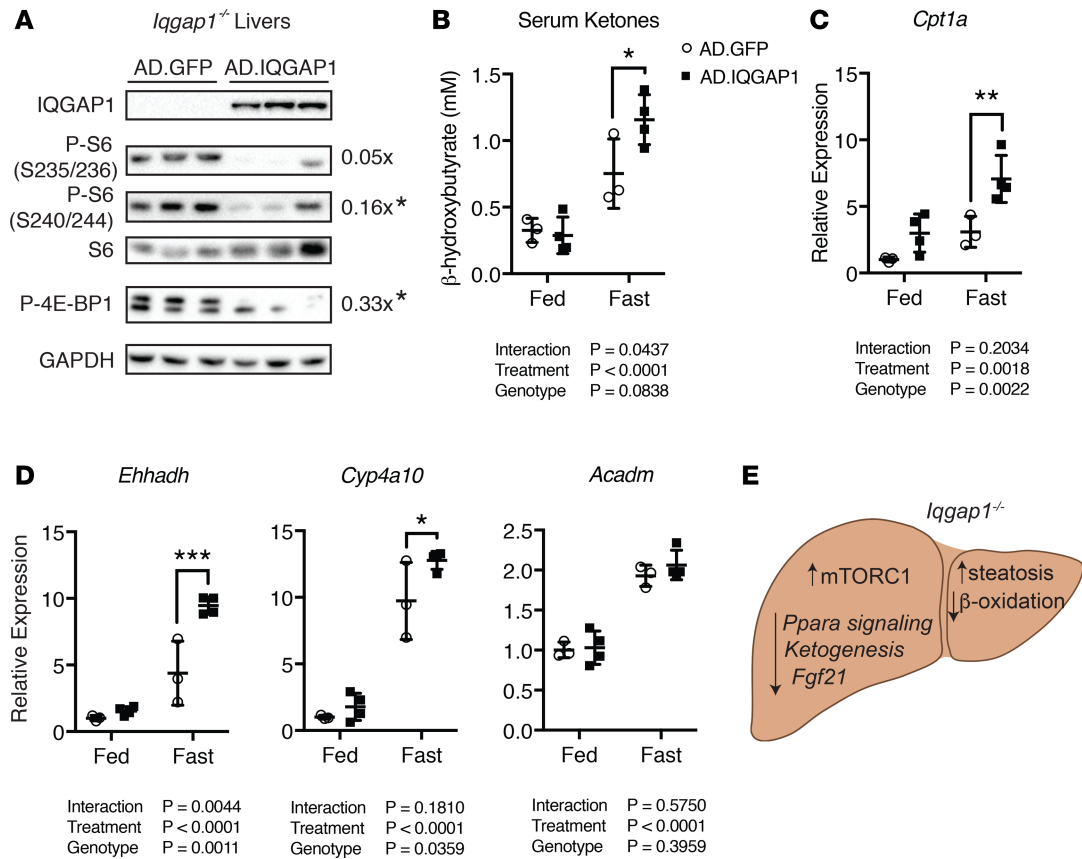 A
Iqgap1-/- Livers
AD.GFP AD.IQGAP1
IQGAP1
P-S6
(S235/236)
0.05x
P-S6
(S240/244)
0.16x*
S6
P-4E-BP1
0.33x*
GAPDH
B
Serum Ketones
AD.GFP
AD.IQGAP1
β-hydroxybutyrate (mM)
1.5
1.0
0.5
0.0
*
Fed Fast
Interaction P = 0.0437
Treatment P < 0.0001
Genotype P = 0.0838
C
Cpt1a
Relative Expression
15
10
5
0
**
Fed Fast
Interaction P = 0.2034
Treatment P = 0.0018
Genotype P = 0.0022
D
Ehhadh
Relative Expression
15
10
5
0
***
Fed Fast
Interaction P = 0.0044
Treatment P < 0.0001
Genotype P = 0.0011
Cyp4a10
15
10
5
0
*
Fed Fast
Interaction P = 0.1810
Treatment P < 0.0001
Genotype P = 0.0359
Acadm
2.5
2.0
1.5
1.0
0.5
0.0
Fed Fast
Interaction P = 0.5750
Treatment P < 0.0001
Genotype P = 0.3959
E
Iqgap1-/-
↑mTORC1
↓Ppara signaling
Ketogenesis
Fgf21
↑steatosis
↓β-oxidation